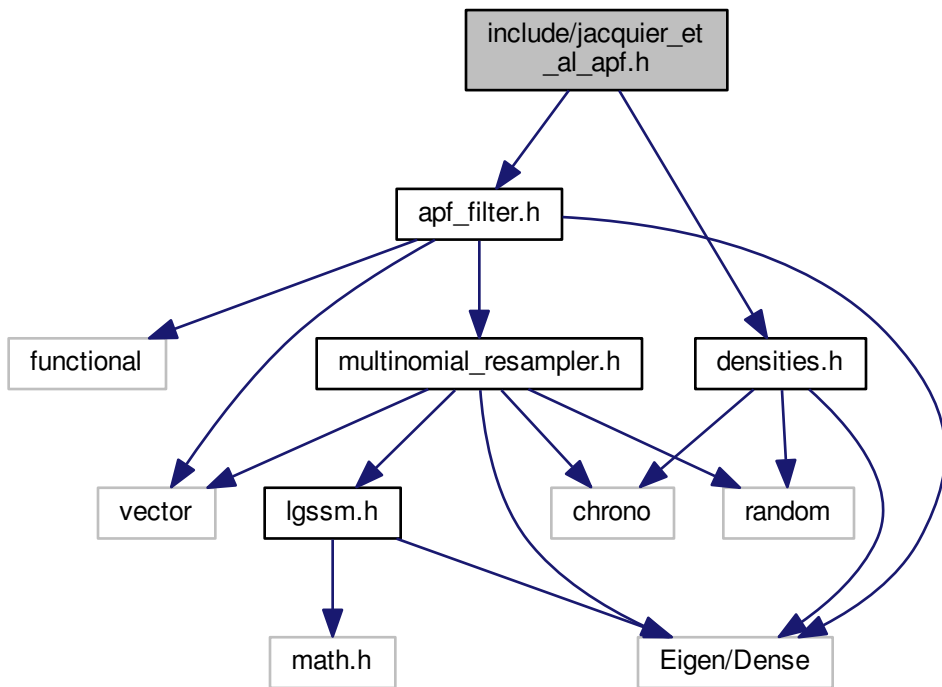 include/jacquier_et
_al_apf.h
apf_filter.h
functional
multinomial_resampler.h
densities.h
vector
lgssm.h
chrono
random
math.h
Eigen/Dense